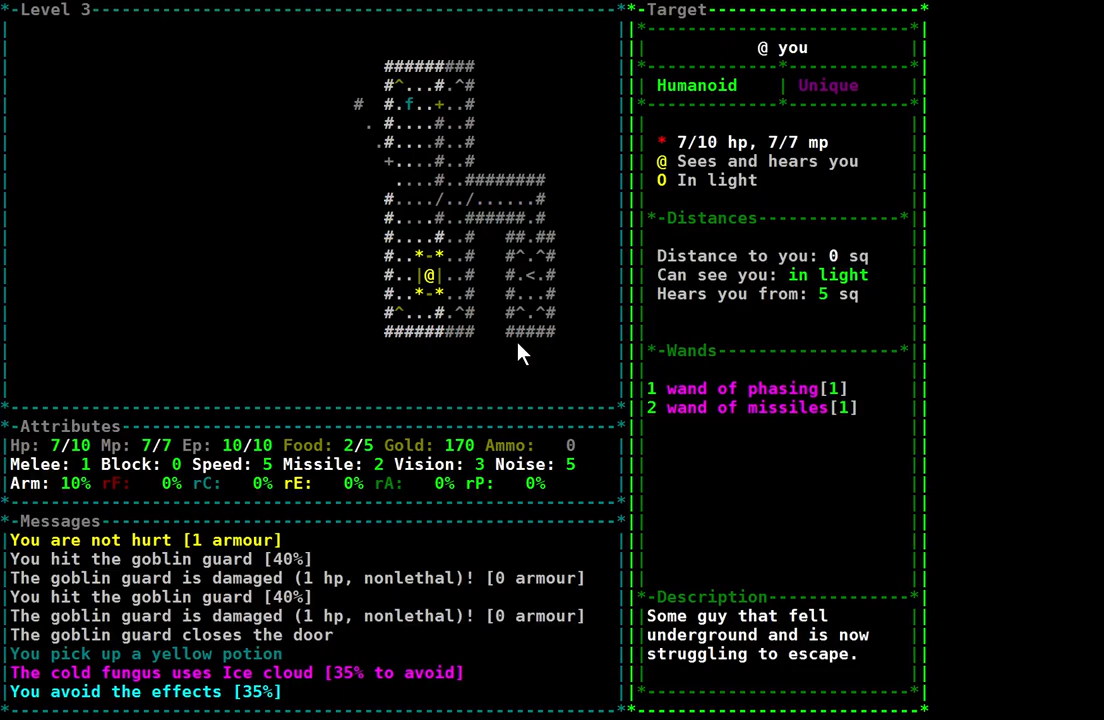 *-Level 3
*-Target
@ you
Humanoid | Unique
* 7/10 hp, 7/7 mp
@ Sees and hears you
O In light
*-Distances
Distance to you: 0 sq
Can see you: in light
Hears you from: 5 sq
*-Wands
1 wand of phasing[1]
2 wand of missiles[1]
*-Description
Some guy that fell
underground and is now
struggling to escape.
#########
#^...#.^#
# #.f..+..#
. #....#..#
.#....#..#
+....#..#
....#..########
#..../../......#
#....#..######.#
#....#..# ##.##
#..*-*..# #^.^#
#..|@|..# #.<.#
#..*-*..# #...#
#^...#.^# #^.^#
######### #####
*-Attributes
Hp: 7/10 Mp: 7/7 Ep: 10/10 Food: 2/5 Gold: 170 Ammo: 0
Melee: 1 Block: 0 Speed: 5 Missile: 2 Vision: 3 Noise: 5
Arm: 10% rF: 0% rC: 0% rE: 0% rA: 0% rP: 0%
*-Messages
You are not hurt [1 armour]
You hit the goblin guard [40%]
The goblin guard is damaged (1 hp, nonlethal)! [0 armour]
You hit the goblin guard [40%]
The goblin guard is damaged (1 hp, nonlethal)! [0 armour]
The goblin guard closes the door
You pick up a yellow potion
The cold fungus uses Ice cloud [35% to avoid]
You avoid the effects [35%]